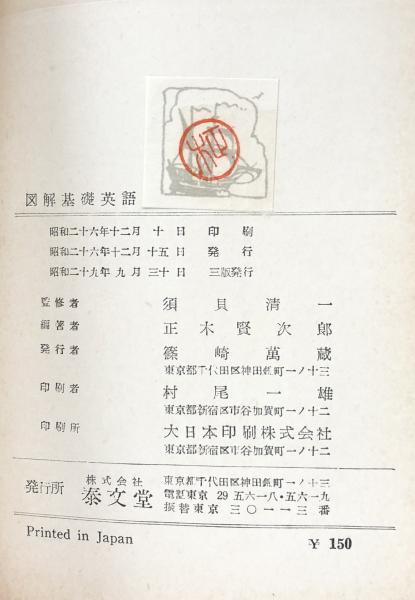 図解基礎英語
昭和二十六年十二月 十 日 印 刷
昭和二十六年十二月 十五日 発 行
昭和二十九年 九 月 三十日 三版発行
監修者 須貝清一
編著者 正木賢次郎
発行者 篠崎萬蔵
東京都千代田区神田錦町一ノ十三
印刷者 村尾一雄
東京都新宿区市谷加賀町一ノ十二
印刷所 大日本印刷株式会社
東京都新宿区市谷加賀町一ノ十二
発行所 株式会社 泰文堂
東京都千代田区神田錦町一ノ十三
電話東京 29 五六一八・五六一九
振替東京 三〇一一三番
Printed in Japan ¥ 150